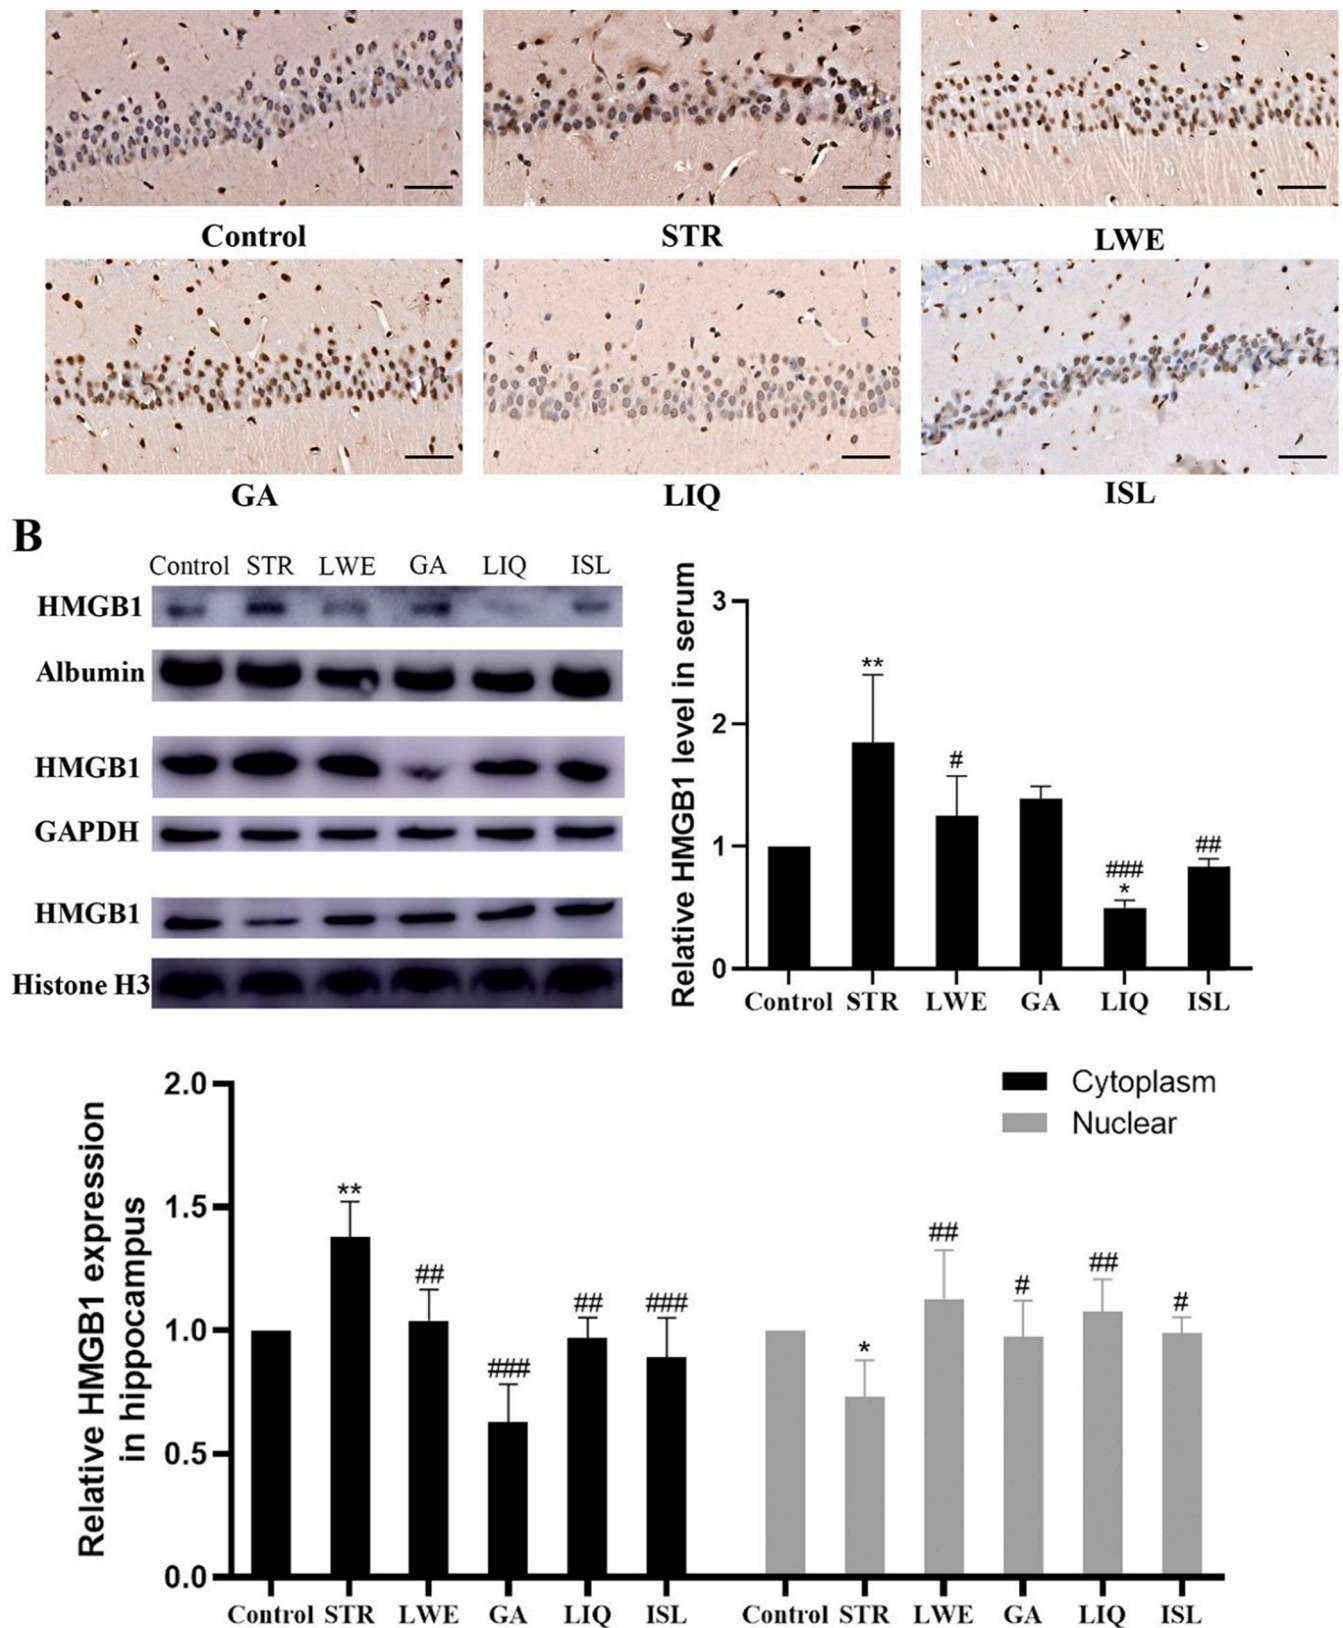 Control STR LWE
GA LIQ ISL
B
Control STR LWE GA LIQ ISL
HMGB1
Albumin
HMGB1
GAPDH
HMGB1
Histone H3
Relative HMGB1 level in serum
3
2
1
0
**
#
###
*
##
Control STR LWE GA LIQ ISL
Cytoplasm
Nuclear
Relative HMGB1 expression
in hippocampus
2.0
1.5
1.0
0.5
0.0
**
##
###
##
###
*
##
#
##
#
Control STR LWE GA LIQ ISL Control STR LWE GA LIQ ISL